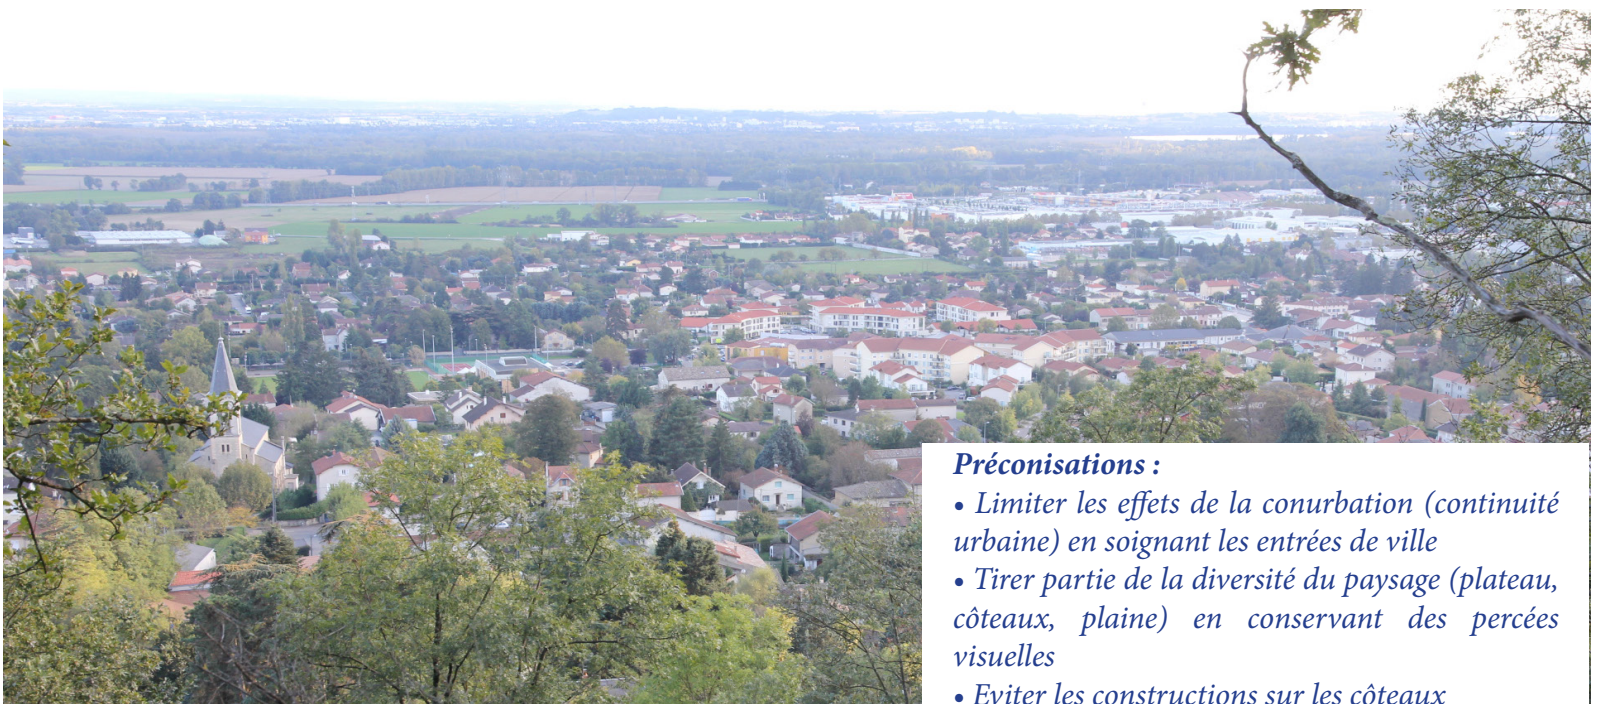 Préconisations :
• Limiter les effets de la conurbation (continuité
urbaine) en soignant les entrées de ville
• Tirer partie de la diversité du paysage (plateau,
côteaux, plaine) en conservant des percées
visuelles
• Eviter les constructions sur les côteaux